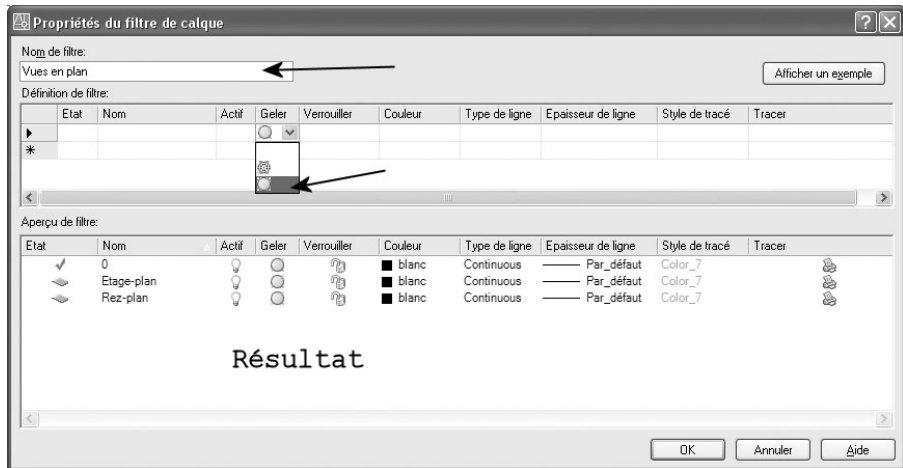 Propriétés du filtre de calque
Nom de filtre:
Vues en plan
Afficher un exemple
Définition de filtre:
Etat Nom Actif Geler Verrouiller Couleur Type de ligne Epaisseur de ligne Style de tracé Tracer
Aperçu de filtre:
Etat Nom Actif Geler Verrouiller Couleur Type de ligne Epaisseur de ligne Style de tracé Tracer
0 blanc Continuous Par_défaut Color_7
Etage-plan blanc Continuous Par_défaut Color_7
Rez-plan blanc Continuous Par_défaut Color_7
Résultat
OK Annuler Aide